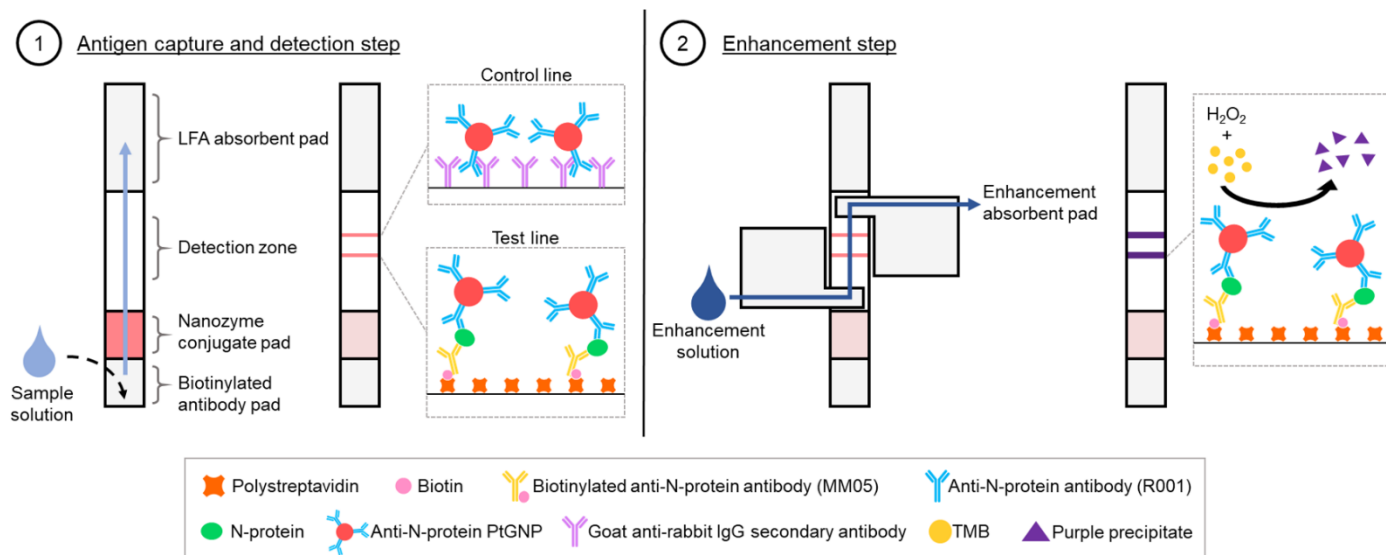 1
Antigen capture and detection step
LFA absorbent pad
Detection zone
Nanozyme
conjugate pad
Biotinylated
antibody pad
Sample
solution
Control line
Test line
2
Enhancement step
Enhancement
absorbent pad
Enhancement
solution
H₂O₂
+
Polystreptavidin
Biotin
Biotinylated anti-N-protein antibody (MM05)
Anti-N-protein antibody (R001)
N-protein
Anti-N-protein PtGNP
Goat anti-rabbit IgG secondary antibody
TMB
Purple precipitate